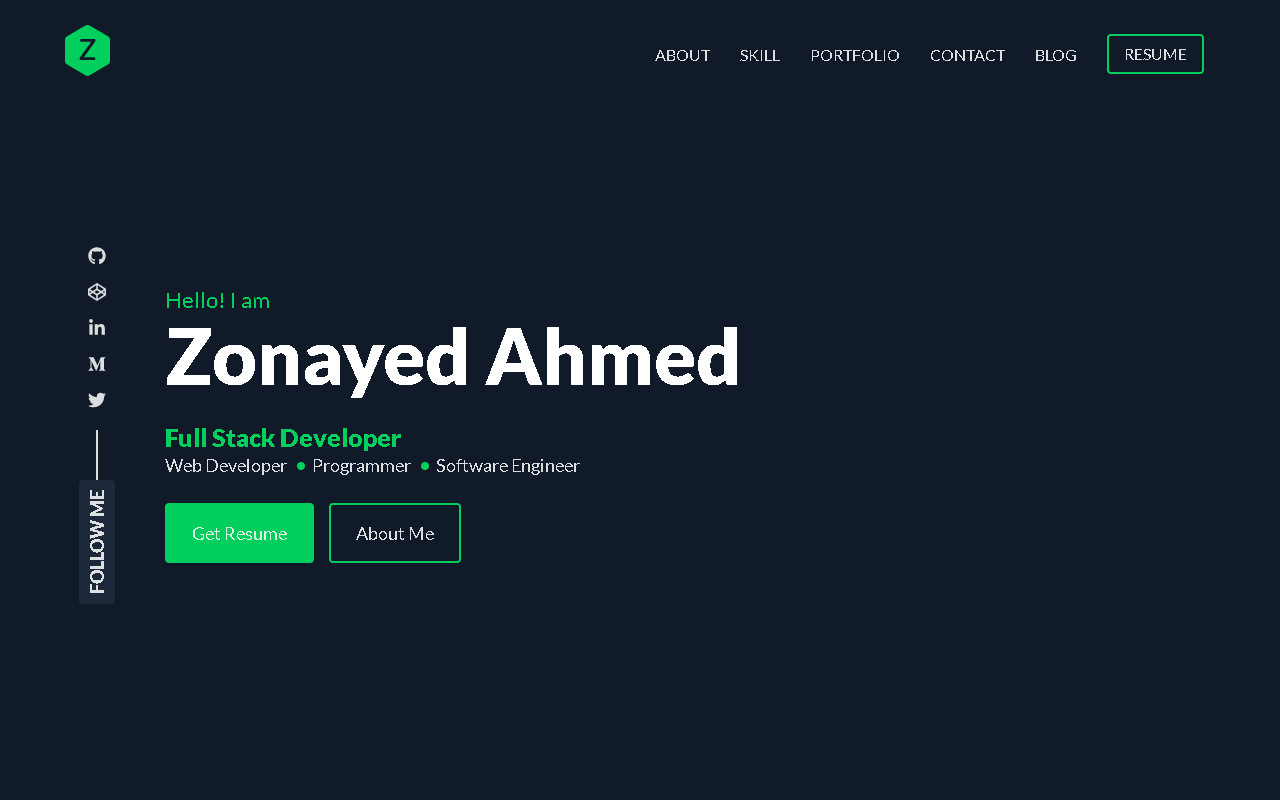 Z
ABOUT SKILL PORTFOLIO CONTACT BLOG RESUME
Hello! I am
Zonayed Ahmed
Full Stack Developer
Web Developer • Programmer • Software Engineer
Get Resume About Me
FOLLOW ME